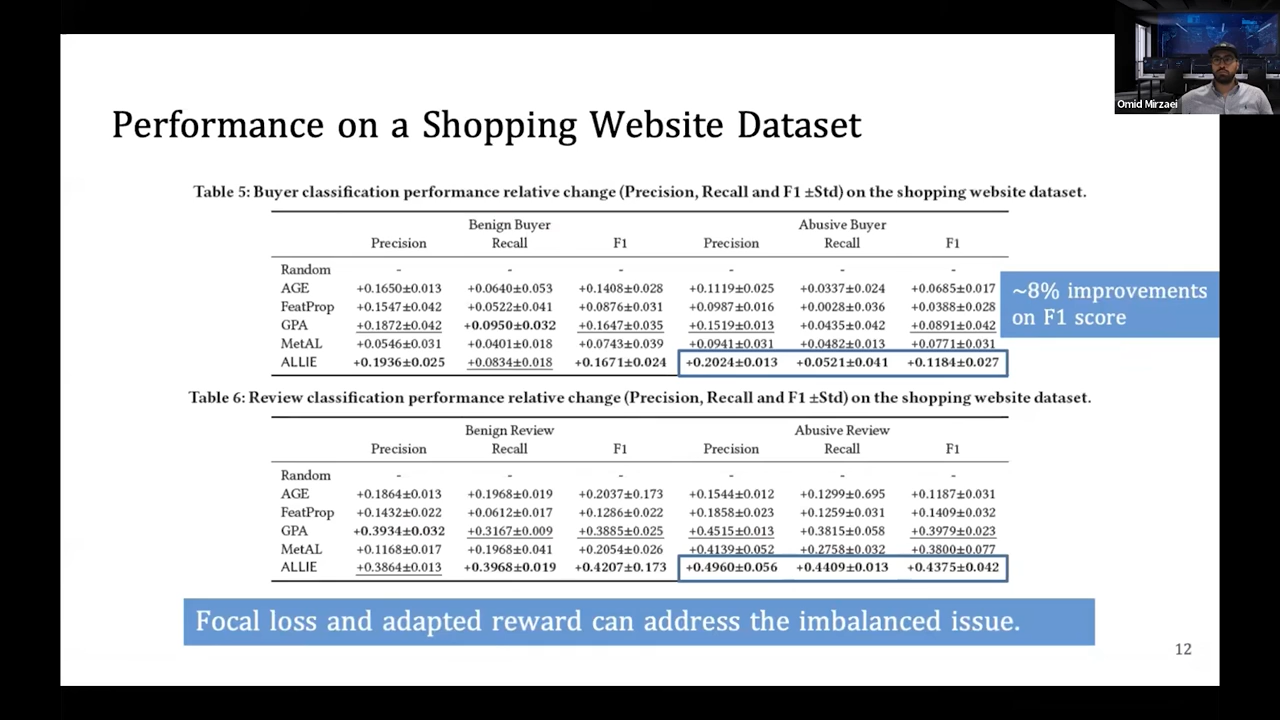 Omid Mirzaei
Performance on a Shopping Website Dataset
Table 5: Buyer classification performance relative change (Precision, Recall and F1 ±Std) on the shopping website dataset.
Benign Buyer Abusive Buyer
Precision Recall F1 Precision Recall F1
Random - - - - - -
AGE +0.1650±0.013 +0.0640±0.053 +0.1408±0.028 +0.1119±0.025 +0.0337±0.024 +0.0685±0.017
FeatProp +0.1547±0.042 +0.0522±0.041 +0.0876±0.031 +0.0987±0.016 +0.0028±0.036 +0.0388±0.028
GPA +0.1872±0.042 +0.0950±0.032 +0.1647±0.035 +0.1519±0.013 +0.0435±0.042 +0.0891±0.042
MetAL +0.0546±0.031 +0.0401±0.018 +0.0743±0.039 +0.0941±0.031 +0.0482±0.013 +0.0771±0.031
ALLIE +0.1936±0.025 +0.0834±0.018 +0.1671±0.024 +0.2024±0.013 +0.0521±0.041 +0.1184±0.027
~8% improvements
on F1 score
Table 6: Review classification performance relative change (Precision, Recall and F1 ±Std) on the shopping website dataset.
Benign Review Abusive Review
Precision Recall F1 Precision Recall F1
Random - - - - - -
AGE +0.1864±0.013 +0.1968±0.019 +0.2037±0.173 +0.1544±0.012 +0.1299±0.695 +0.1187±0.031
FeatProp +0.1432±0.022 +0.0612±0.017 +0.1286±0.022 +0.1858±0.023 +0.1259±0.031 +0.1409±0.032
GPA +0.3934±0.032 +0.3167±0.009 +0.3885±0.025 +0.4515±0.013 +0.3815±0.058 +0.3979±0.023
MetAL +0.1168±0.017 +0.1968±0.041 +0.2054±0.026 +0.4139±0.052 +0.2758±0.032 +0.3800±0.077
ALLIE +0.3864±0.013 +0.3968±0.019 +0.4207±0.173 +0.4960±0.056 +0.4409±0.013 +0.4375±0.042
Focal loss and adapted reward can address the imbalanced issue.
12